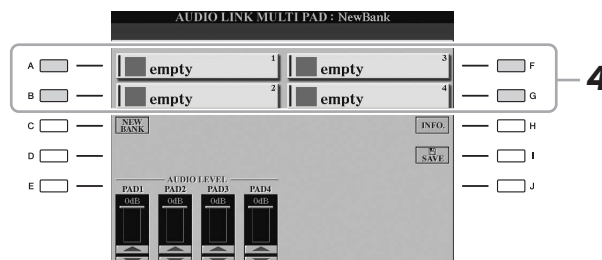 AUDIO LINK MULTI PAD : NewBank
A empty 1 empty 3 F
B empty 2 empty 4 G
4
C NEW BANK INFO. H
D SAVE I
E AUDIO LEVEL J
PAD1 PAD2 PAD3 PAD4
0dB 0dB 0dB 0dB